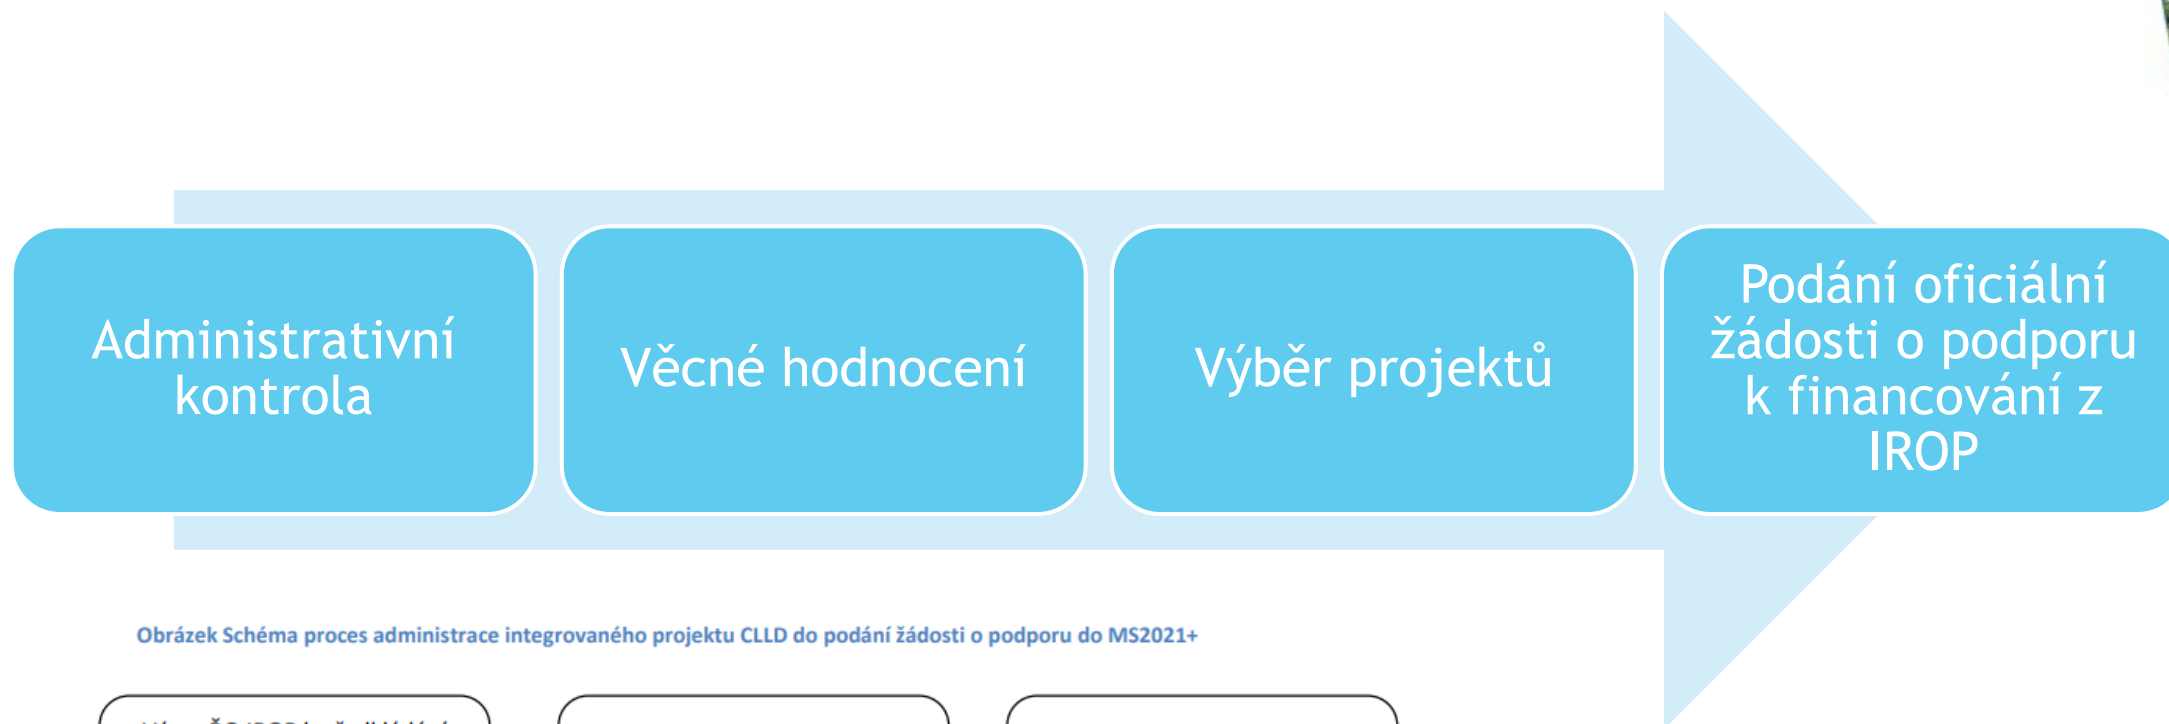 Administrativní
kontrola
Věcné hodnocení
Výběr projektů
Podání oficiální
žádosti o podporu
k financování z
IROP
Obrázek Schéma proces administrace integrovaného projektu CLLD do podání žádosti o podporu do MS2021+